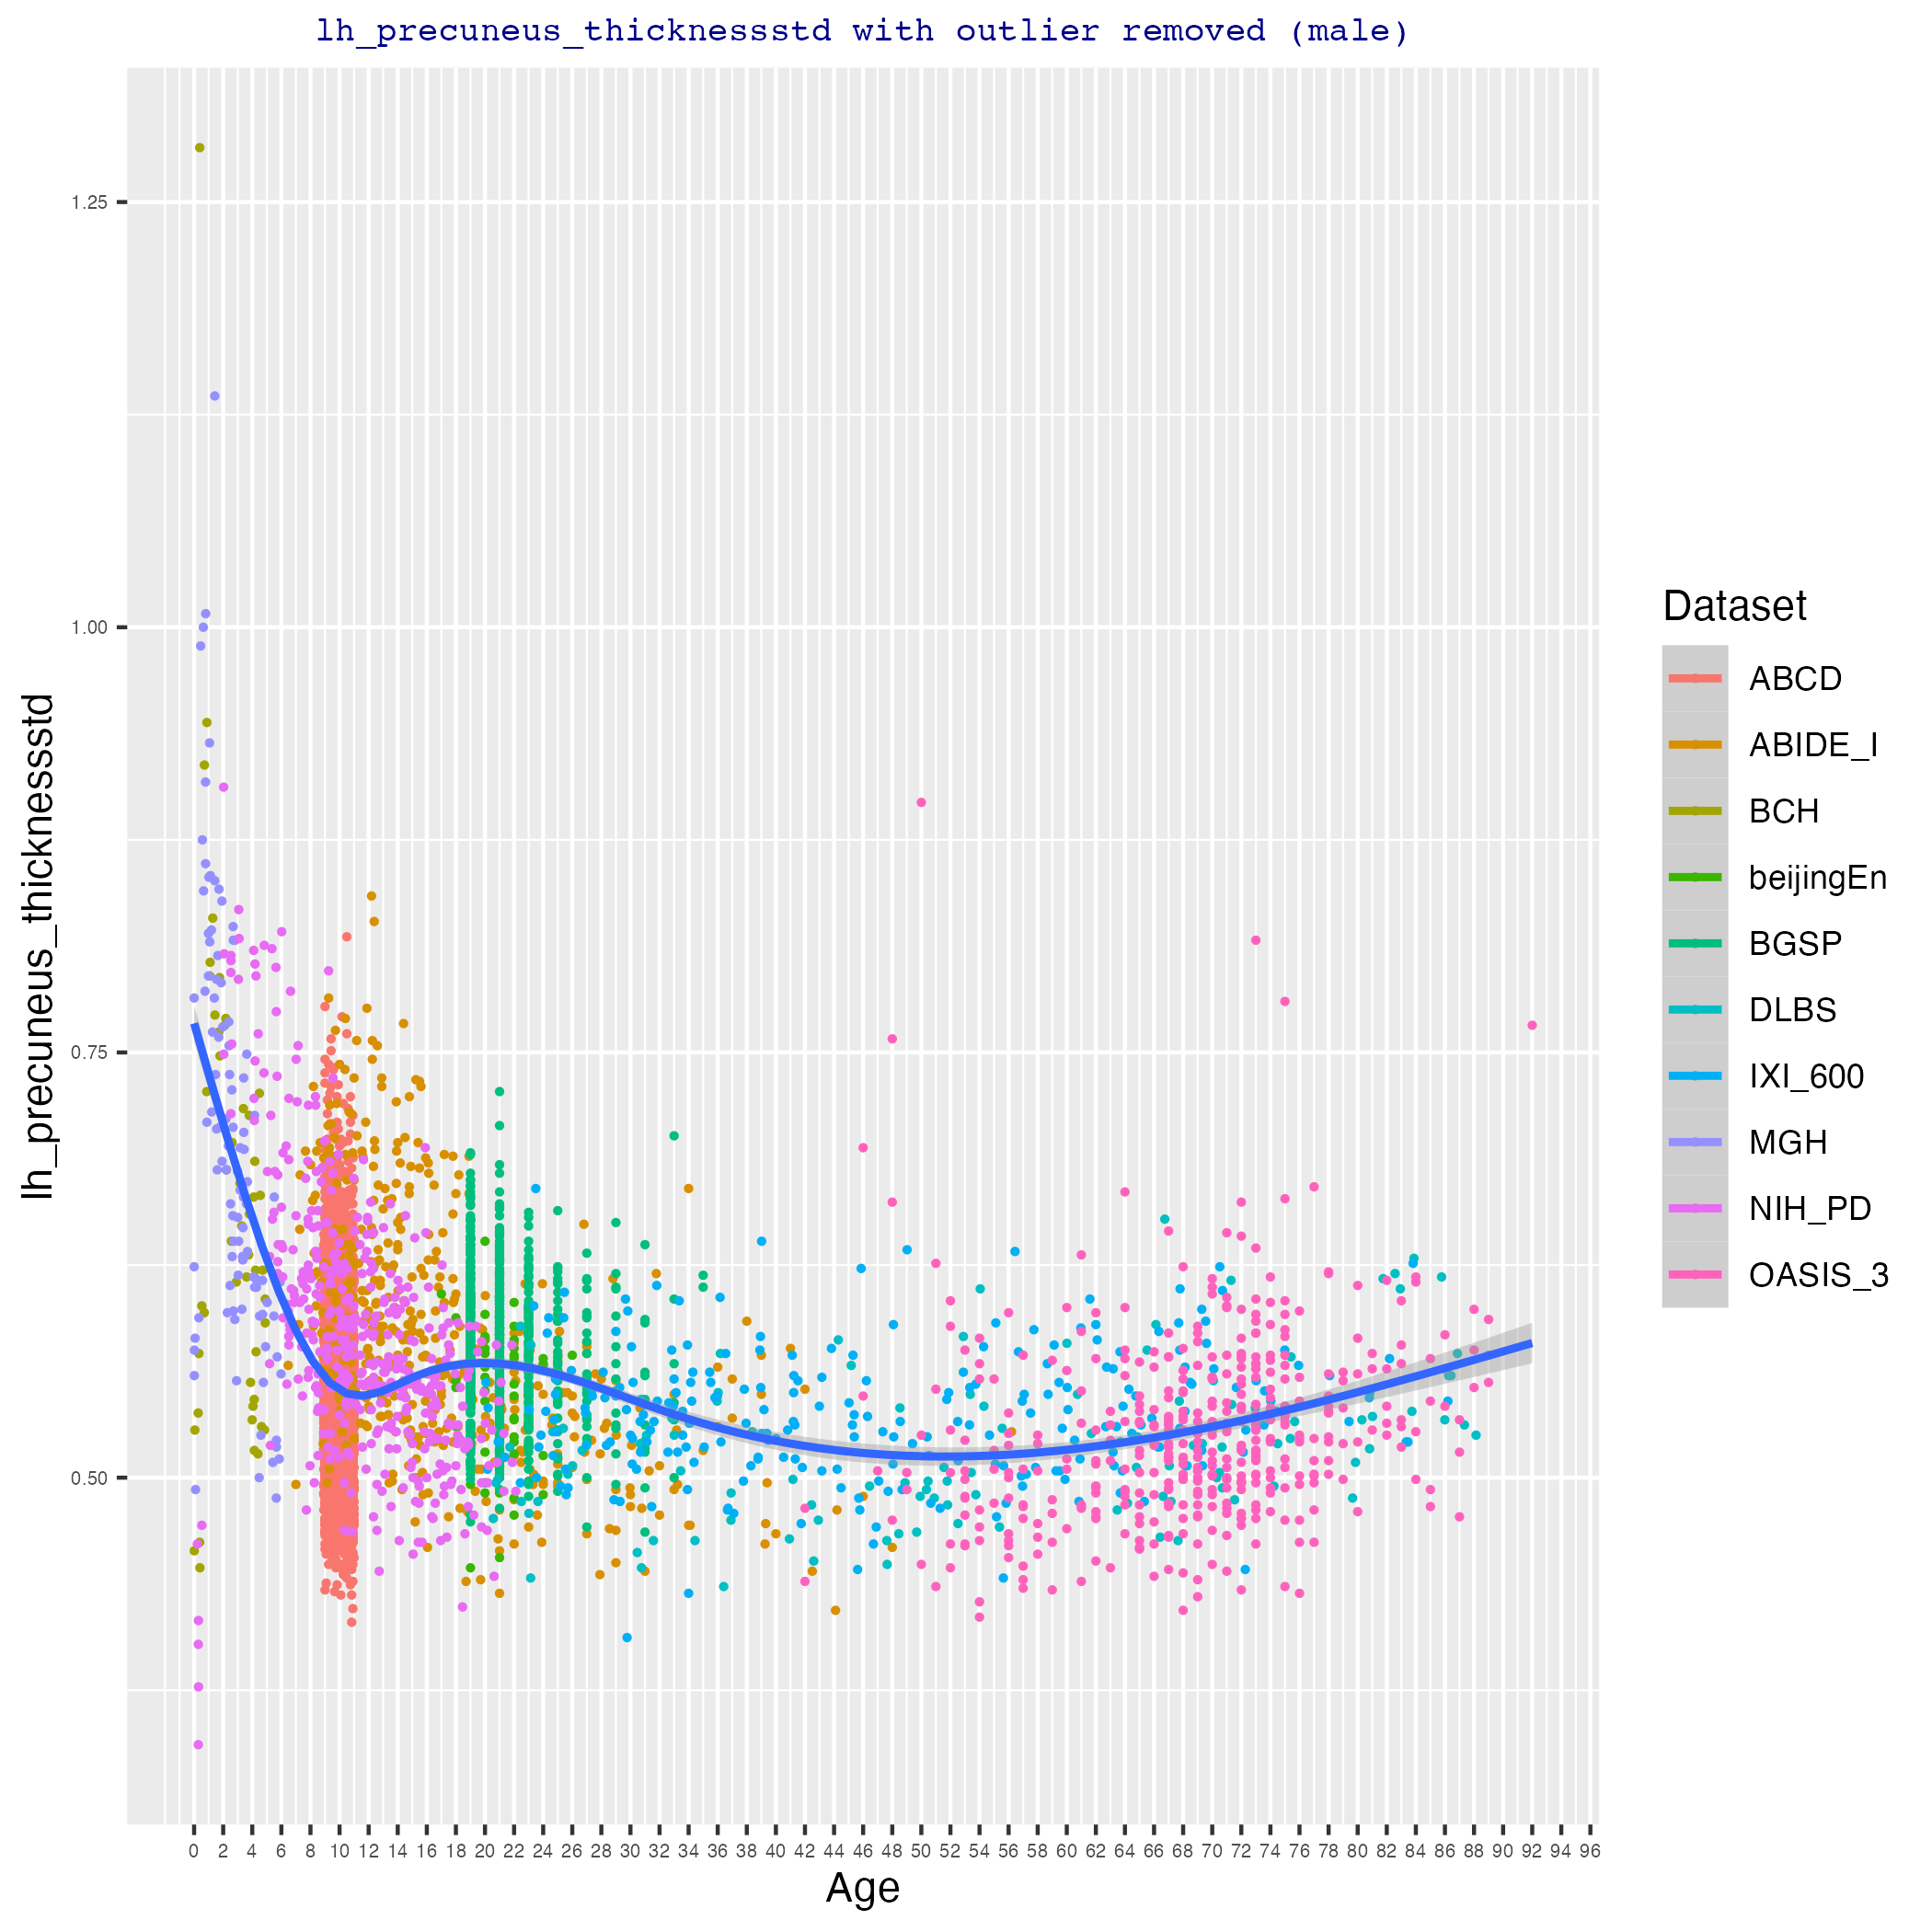 lh_precuneus_thicknessstd with outlier removed (male)
lh_precuneus_thicknessstd
1.25
1.00
0.75
0.50
0 2 4 6 8 10 12 14 16 18 20 22 24 26 28 30 32 34 36 38 40 42 44 46 48 50 52 54 56 58 60 62 64 66 68 70 72 74 76 78 80 82 84 86 88 90 92 94 96
Age
Dataset
ABCD
ABIDE_I
BCH
beijingEn
BGSP
DLBS
IXI_600
MGH
NIH_PD
OASIS_3